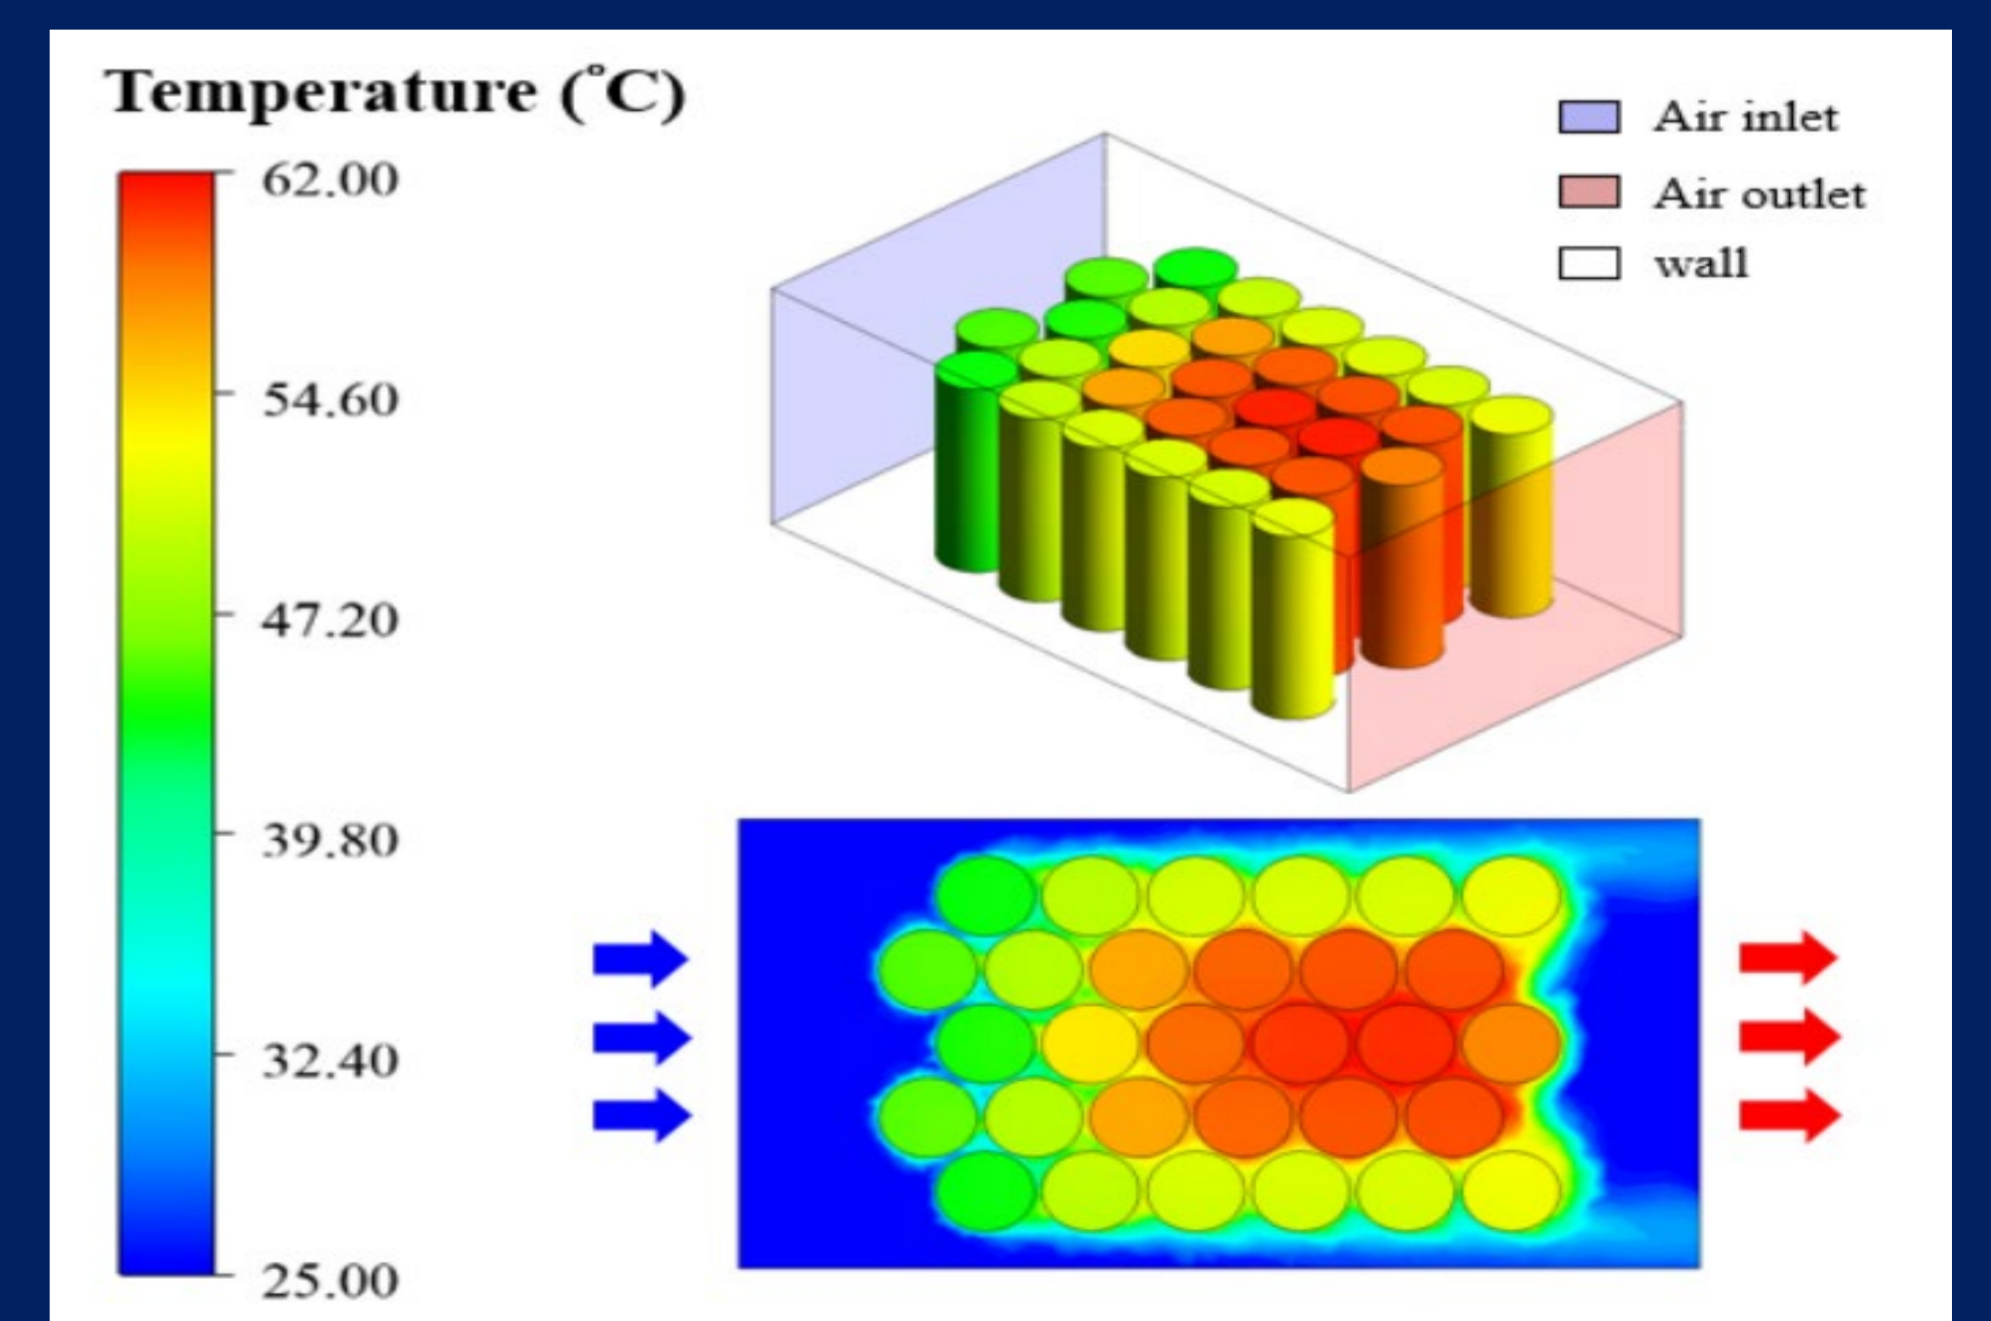 Temperature (°C)
62.00
54.60
47.20
39.80
32.40
25.00
Air inlet
Air outlet
wall